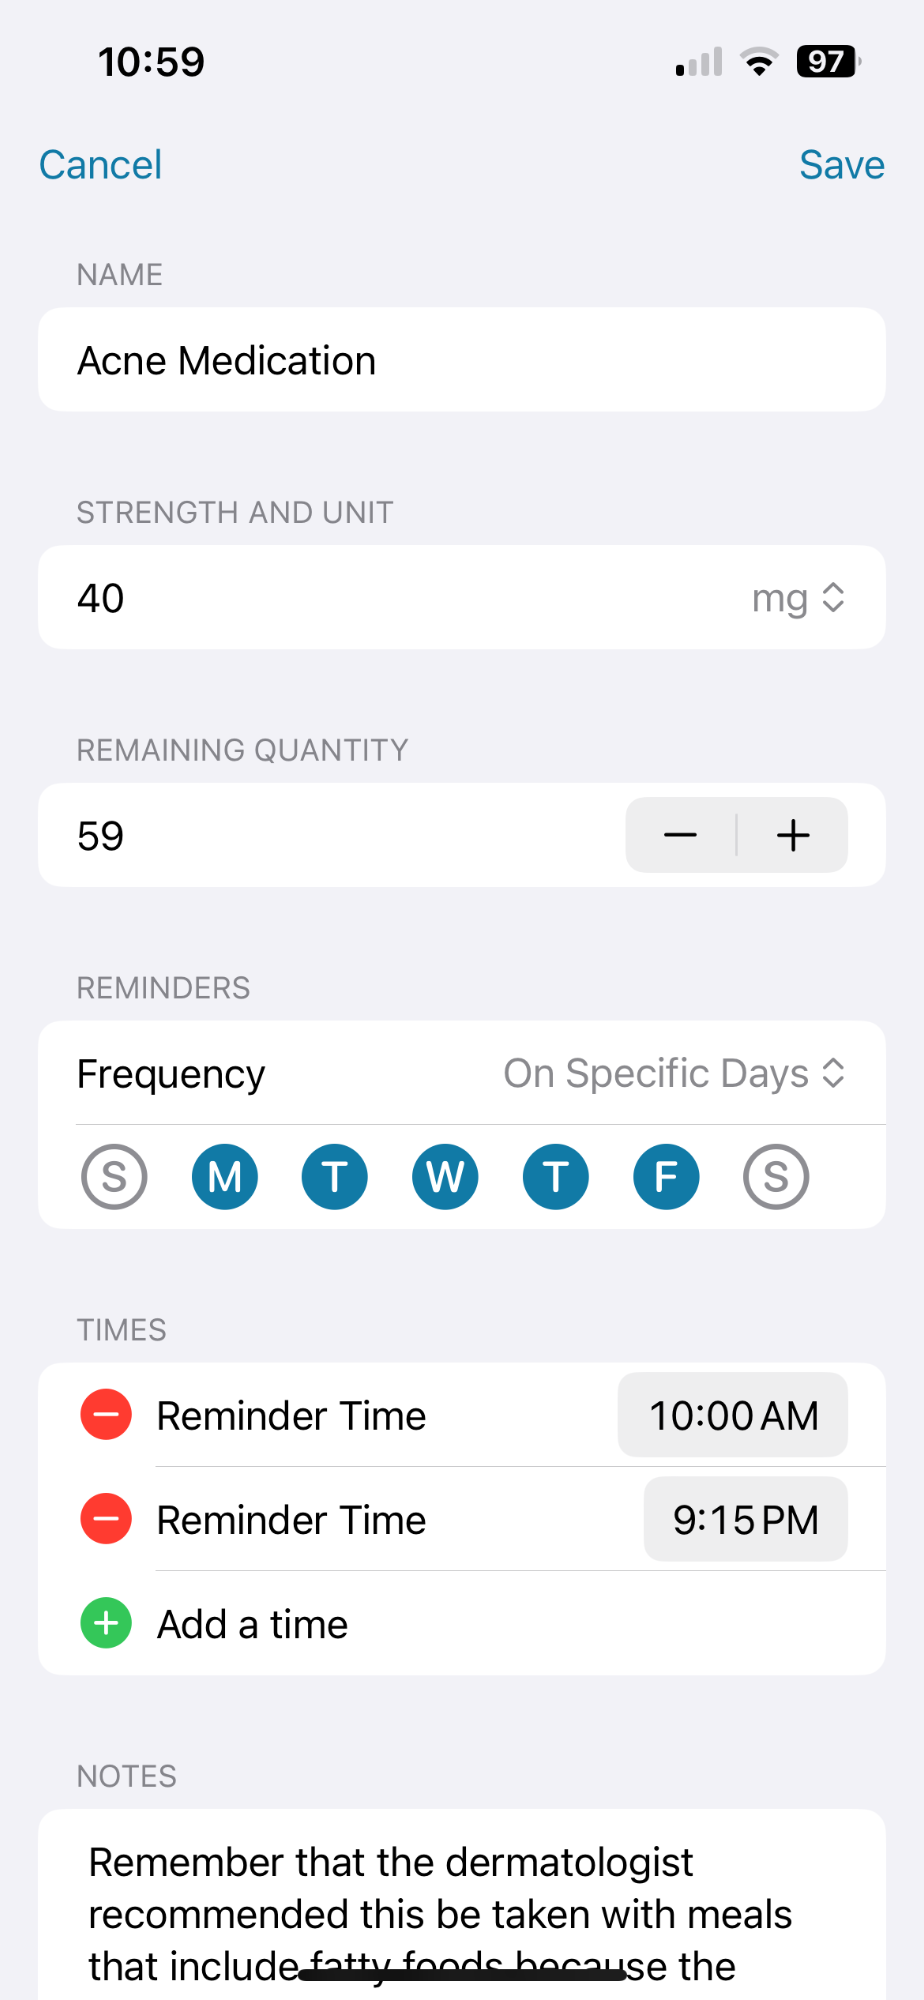 10:59
97
Cancel
Save
NAME
Acne Medication
STRENGTH AND UNIT
40
mg
REMAINING QUANTITY
59
REMINDERS
Frequency
On Specific Days
S M T W T F S
TIMES
Reminder Time
10:00 AM
Reminder Time
9:15 PM
Add a time
NOTES
Remember that the dermatologist
recommended this be taken with meals
that include fatty foods because the